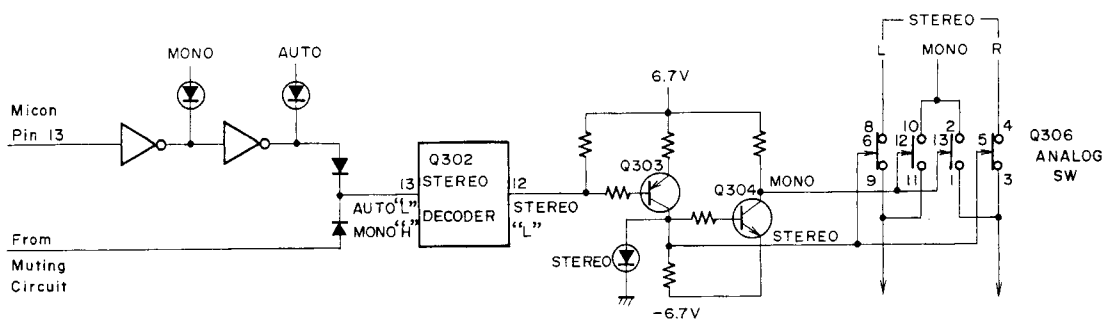 STEREO
L MONO R
MONO
AUTO
Micon
Pin 13
6.7V
8 10 2 4
6 12 13 5
9 11 1 3
Q306
ANALOG
SW
Q302
STEREO
DECODER
13
AUTO "L"
MONO "H"
12
STEREO
"L"
Q303
Q304
MONO
STEREO
STEREO
-6.7V
From
Muting
Circuit